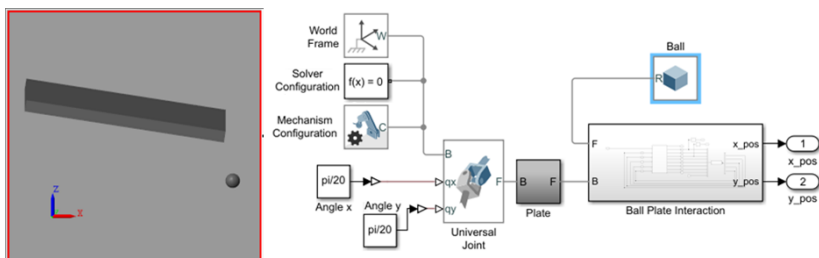 z
x
World
Frame
W
Solver
Configuration
f(x) = 0
Mechanism
Configuration
C
Ball
R
B
qx
qy
F
pi/20
Angle x
Angle y
pi/20
Universal
Joint
B F
Plate
F
B
x_pos
y_pos
Ball Plate Interaction
1
x_pos
2
y_pos